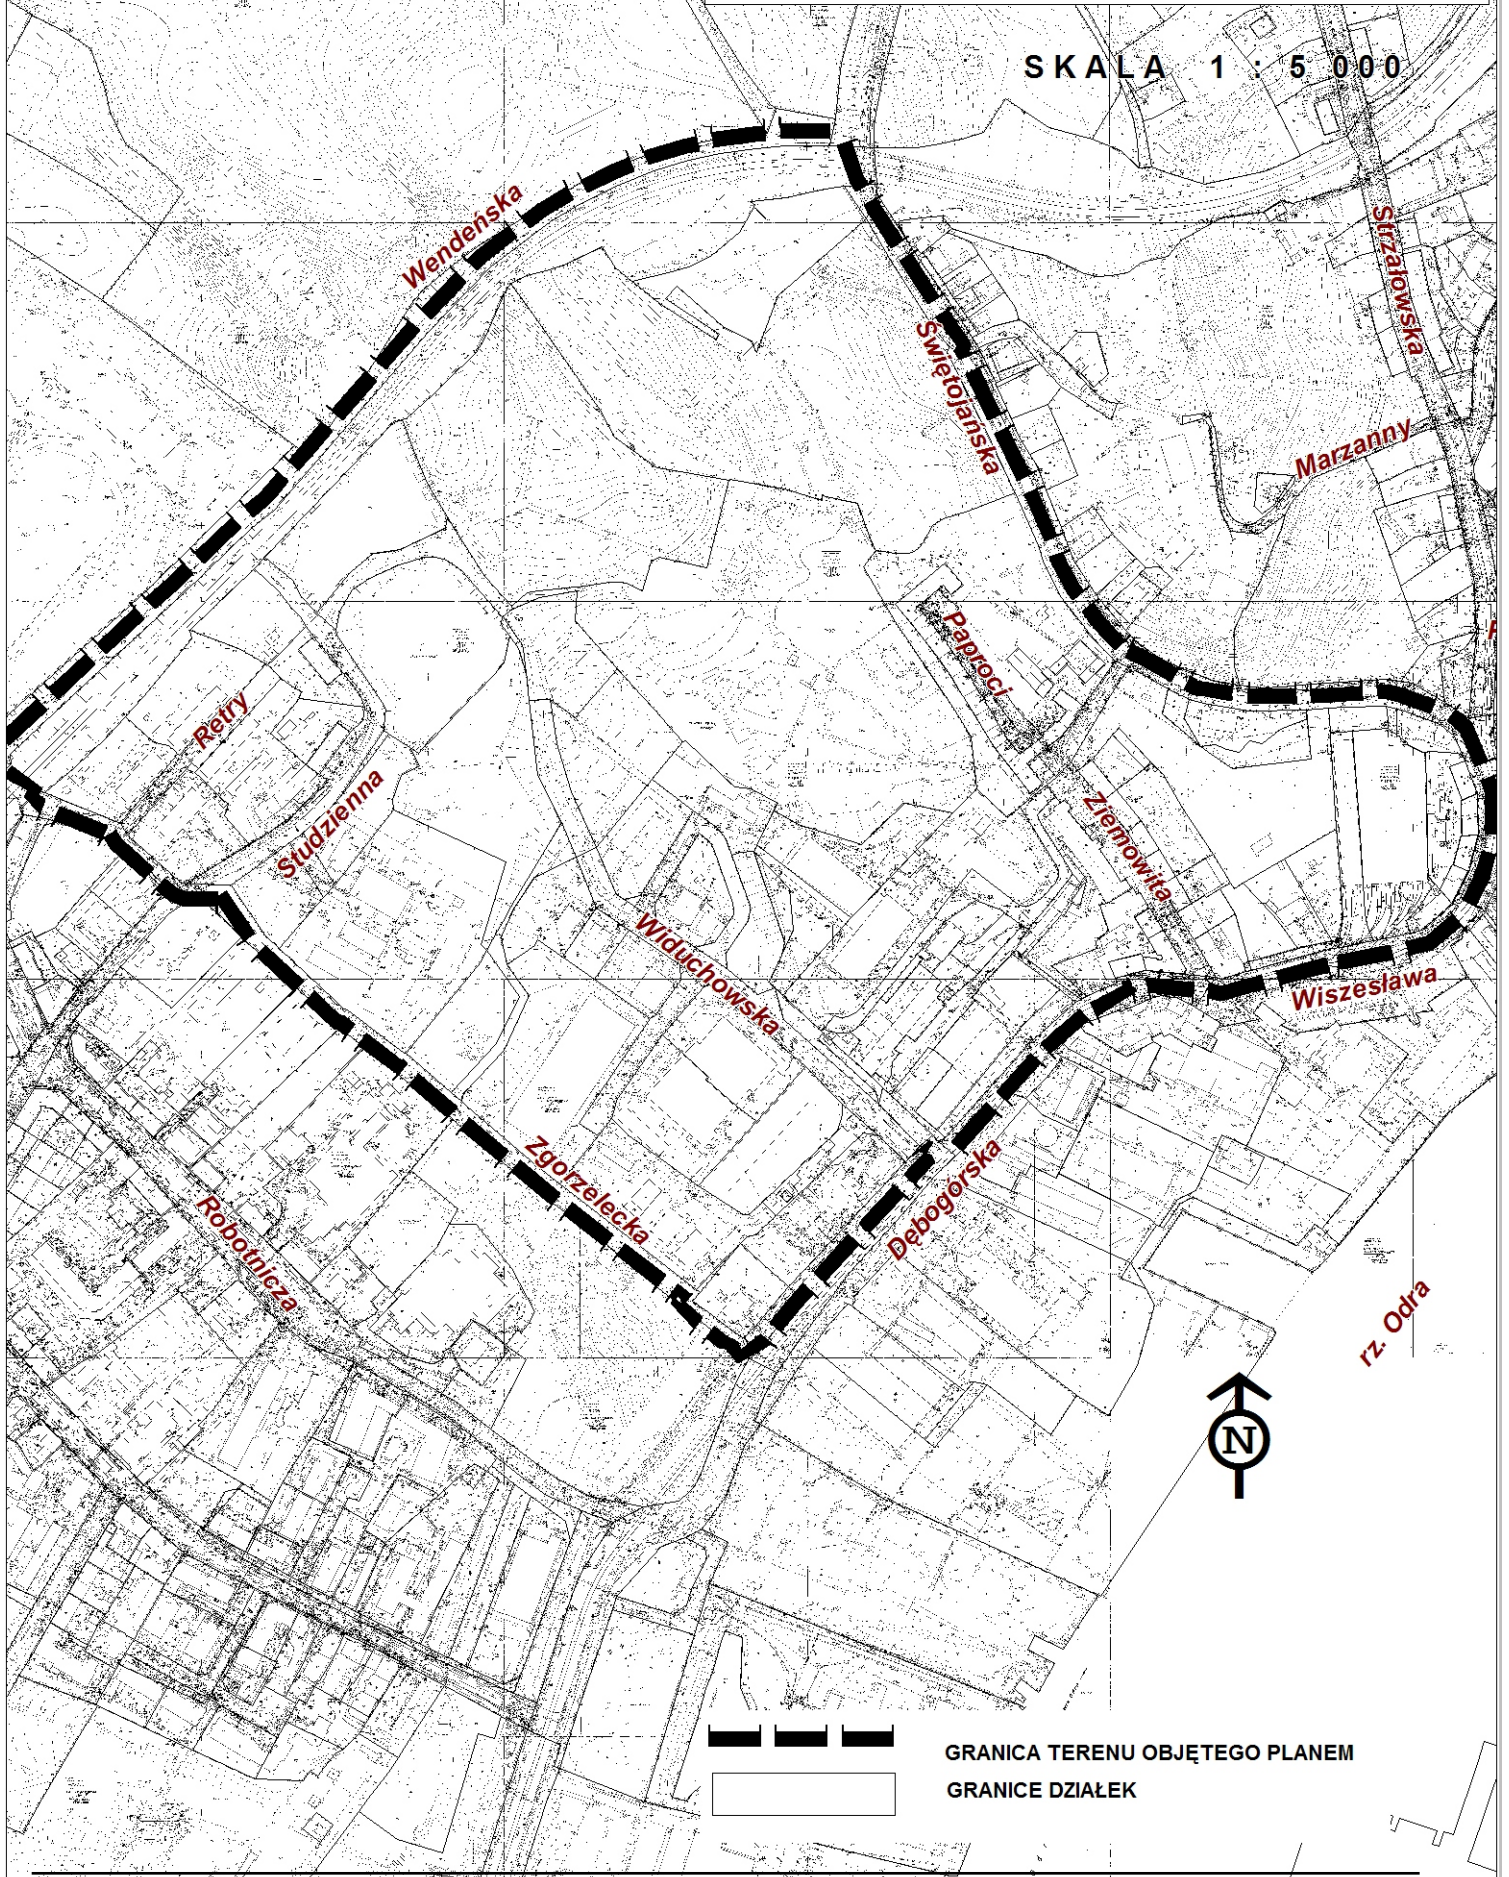 SKALA 1 : 5 000
Wendeńska
Strzałowska
Świętojańska
Marzanny
Paproci
Retry
Studzienna
Ziemowita
Widuchowska
Wiszesława
Zgorzelecka
Dębogórska
Robotnicza
rz. Odra
N
GRANICA TERENU OBJĘTEGO PLANEM
GRANICE DZIAŁEK